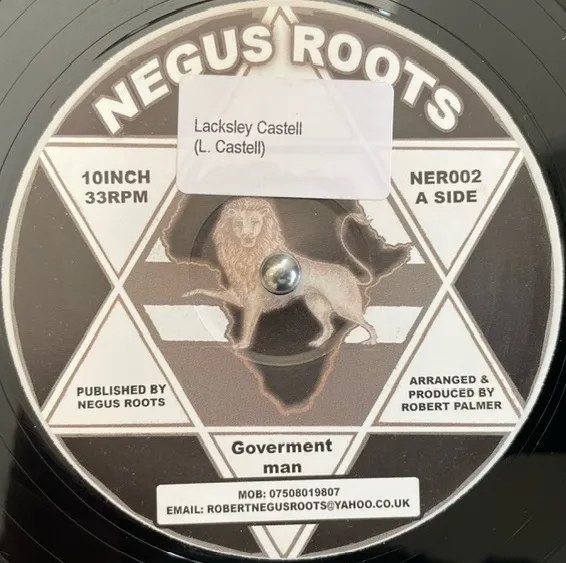 NEGUS ROOTS
Lacksley Castell
(L. Castell)
10INCH
33RPM
NER002
A SIDE
PUBLISHED BY
NEGUS ROOTS
ARRANGED &
PRODUCED BY
ROBERT PALMER
Goverment
man
MOB: 07508019807
EMAIL: ROBERTNEGUSROOTS@YAHOO.CO.UK